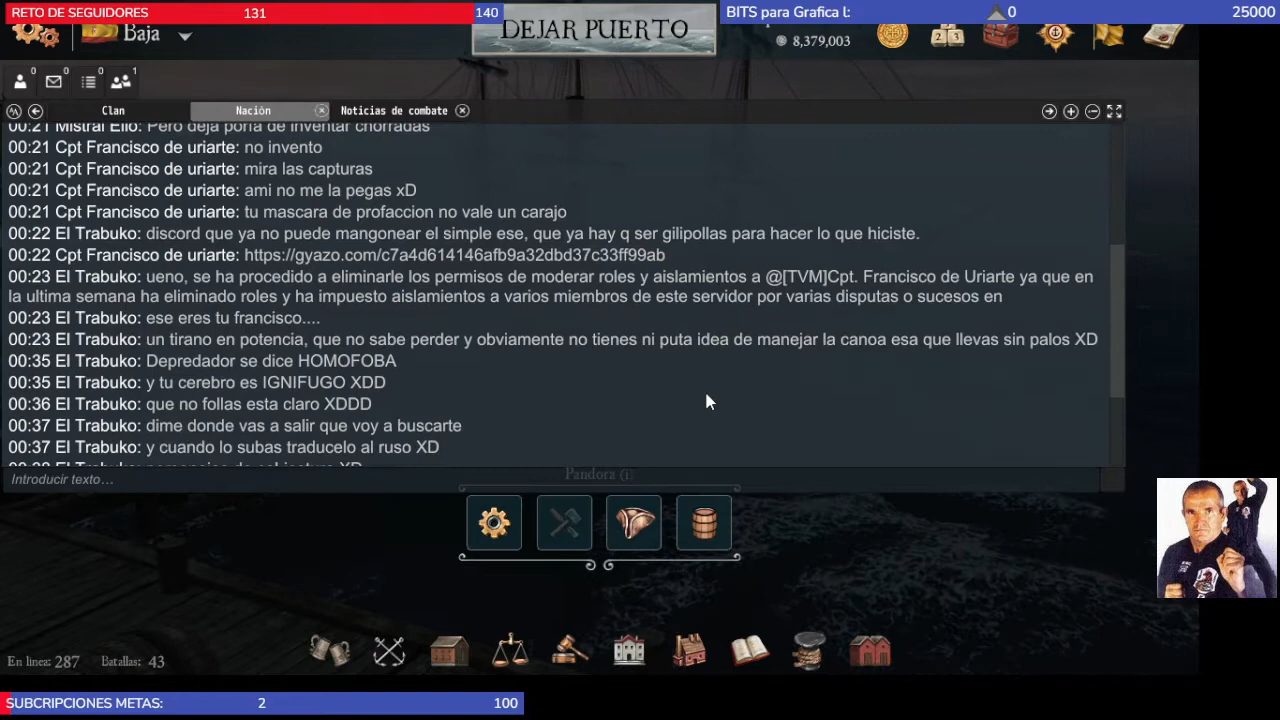 RETO DE SEGUIDORES 131 140
BITS para Grafica l: 0 25000
Baja
DEJAR PUERTO
8,379,003
0 0 0 1
Clan Nación Noticias de combate
00:21 Mistral Ello: Pero deja poría de inventar chorradas
00:21 Cpt Francisco de uriarte: no invento
00:21 Cpt Francisco de uriarte: mira las capturas
00:21 Cpt Francisco de uriarte: ami no me la pegas xD
00:21 Cpt Francisco de uriarte: tu mascara de profaccion no vale un carajo
00:22 El Trabuko: discord que ya no puede mangonear el simple ese, que ya hay q ser gilipollas para hacer lo que hiciste.
00:22 Cpt Francisco de uriarte: https://gyazo.com/c7a4d614146afb9a32dbd37c33ff99ab
00:23 El Trabuko: ueno, se ha procedido a eliminarle los permisos de moderar roles y aislamientos a @[TVM]Cpt. Francisco de Uriarte ya que en
la ultima semana ha eliminado roles y ha impuesto aislamientos a varios miembros de este servidor por varias disputas o sucesos en
00:23 El Trabuko: ese eres tu francisco....
00:23 El Trabuko: un tirano en potencia, que no sabe perder y obviamente no tienes ni puta idea de manejar la canoa esa que llevas sin palos XD
00:35 El Trabuko: Depredador se dice HOMOFOBA
00:35 El Trabuko: y tu cerebro es IGNIFUGO XDD
00:36 El Trabuko: que no follas esta claro XDDD
00:37 El Trabuko: dime donde vas a salir que voy a buscarte
00:37 El Trabuko: y cuando lo subas traducelo al ruso XD
00:38 El Trabuko:
Introducir texto…
Pandora (i)
En linea: 287 Batallas: 43
SUBCRIPCIONES METAS: 2 100